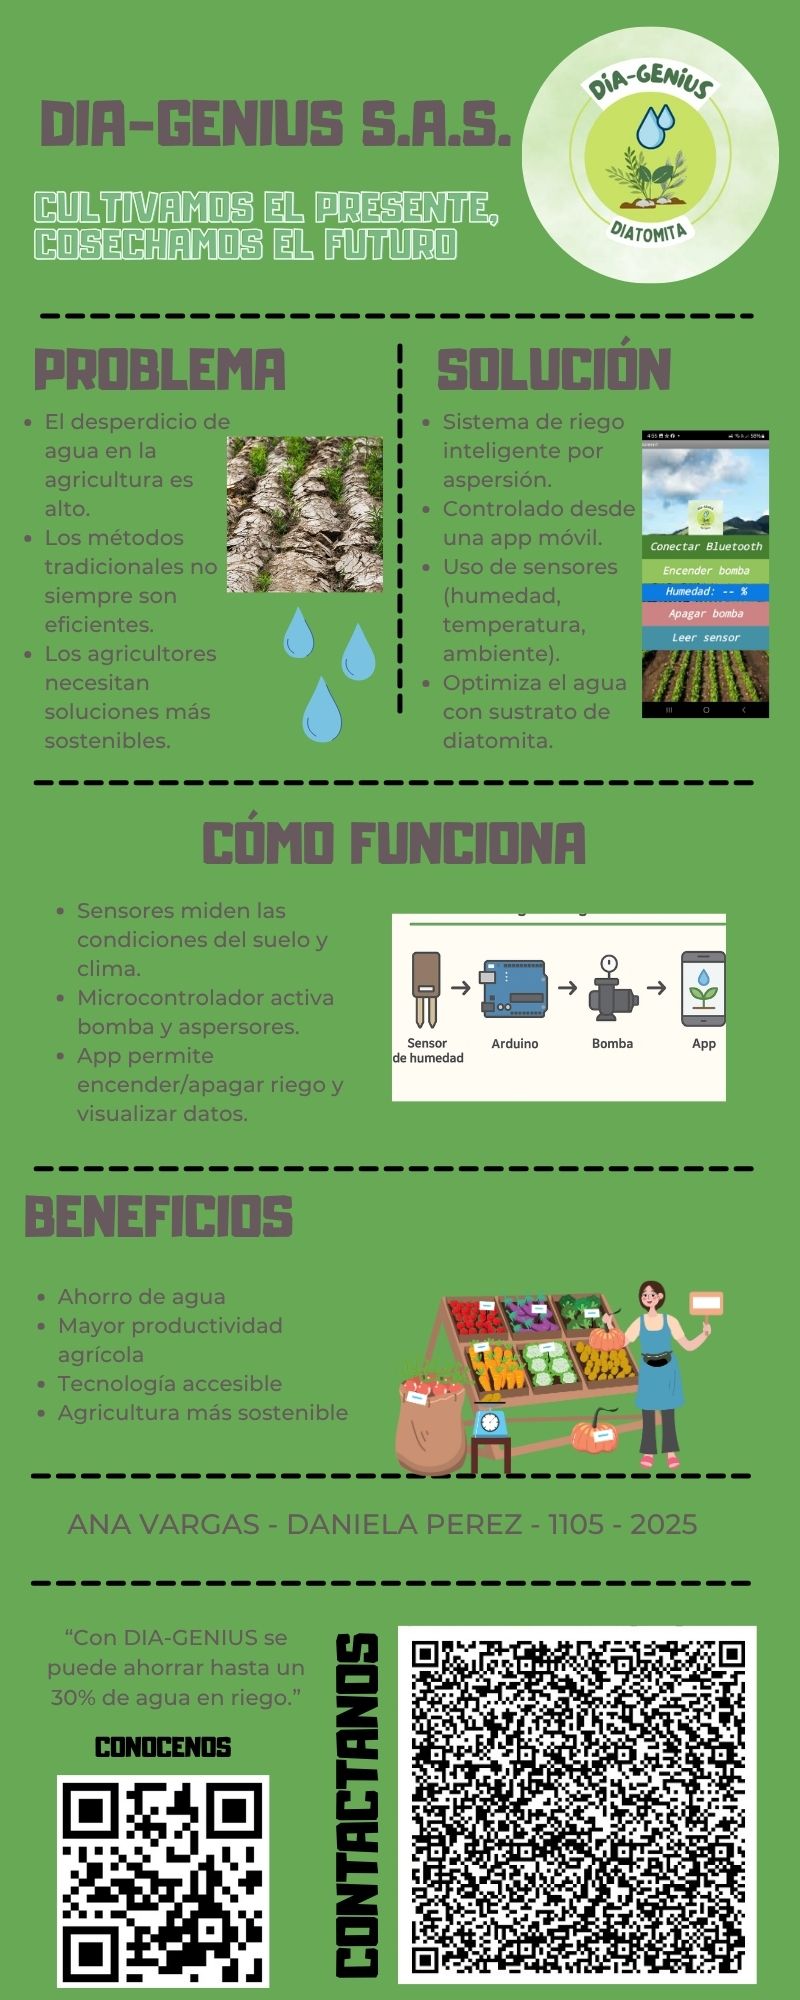 DIA-GENIUS S.A.S.
CULTIVAMOS EL PRESENTE,
COSECHAMOS EL FUTURO
DiA-GENiUS
DIATOMITA
PROBLEMA
El desperdicio de
agua en la
agricultura es
alto.
Los métodos
tradicionales no
siempre son
eficientes.
Los agricultores
necesitan
soluciones más
sostenibles.
SOLUCIÓN
Sistema de riego
inteligente por
aspersión.
Controlado desde
una app móvil.
Uso de sensores
(humedad,
temperatura,
ambiente).
Optimiza el agua
con sustrato de
diatomita.
Conectar Bluetooth
Encender bomba
Humedad: -- %
Apagar bomba
Leer sensor
CÓMO FUNCIONA
Sensores miden las
condiciones del suelo y
clima.
Microcontrolador activa
bomba y aspersores.
App permite
encender/apagar riego y
visualizar datos.
Sensor
de humedad
Arduino
Bomba
App
BENEFICIOS
Ahorro de agua
Mayor productividad
agrícola
Tecnología accesible
Agricultura más sostenible
ANA VARGAS - DANIELA PEREZ - 1105 - 2025
“Con DIA-GENIUS se
puede ahorrar hasta un
30% de agua en riego.”
CONOCENOS
CONTACTANOS